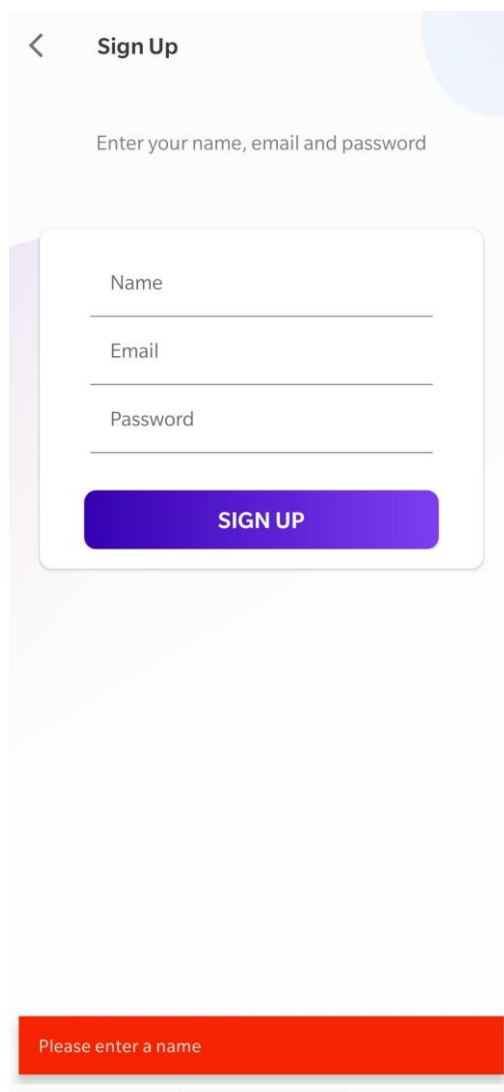 Sign Up
Enter your name, email and password
Name
Email
Password
SIGN UP
Please enter a name